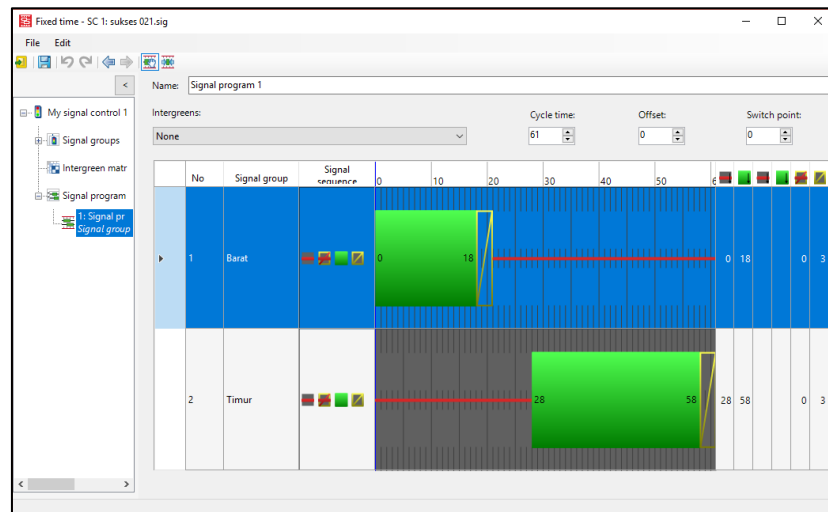 Fixed time - SC 1: sukses 021.sig
File Edit
< Name: Signal program 1
My signal control 1
Signal groups
Intergreen matr
Signal program
1: Signal pr
Signal group
Intergreens: Cycle time: Offset: Switch point:
None 61 0 0
No Signal group Signal sequence 0 10 20 30 40 50 6
1 Barat 0 18 0 18 0 3
2 Timur 28 58 28 58 0 3